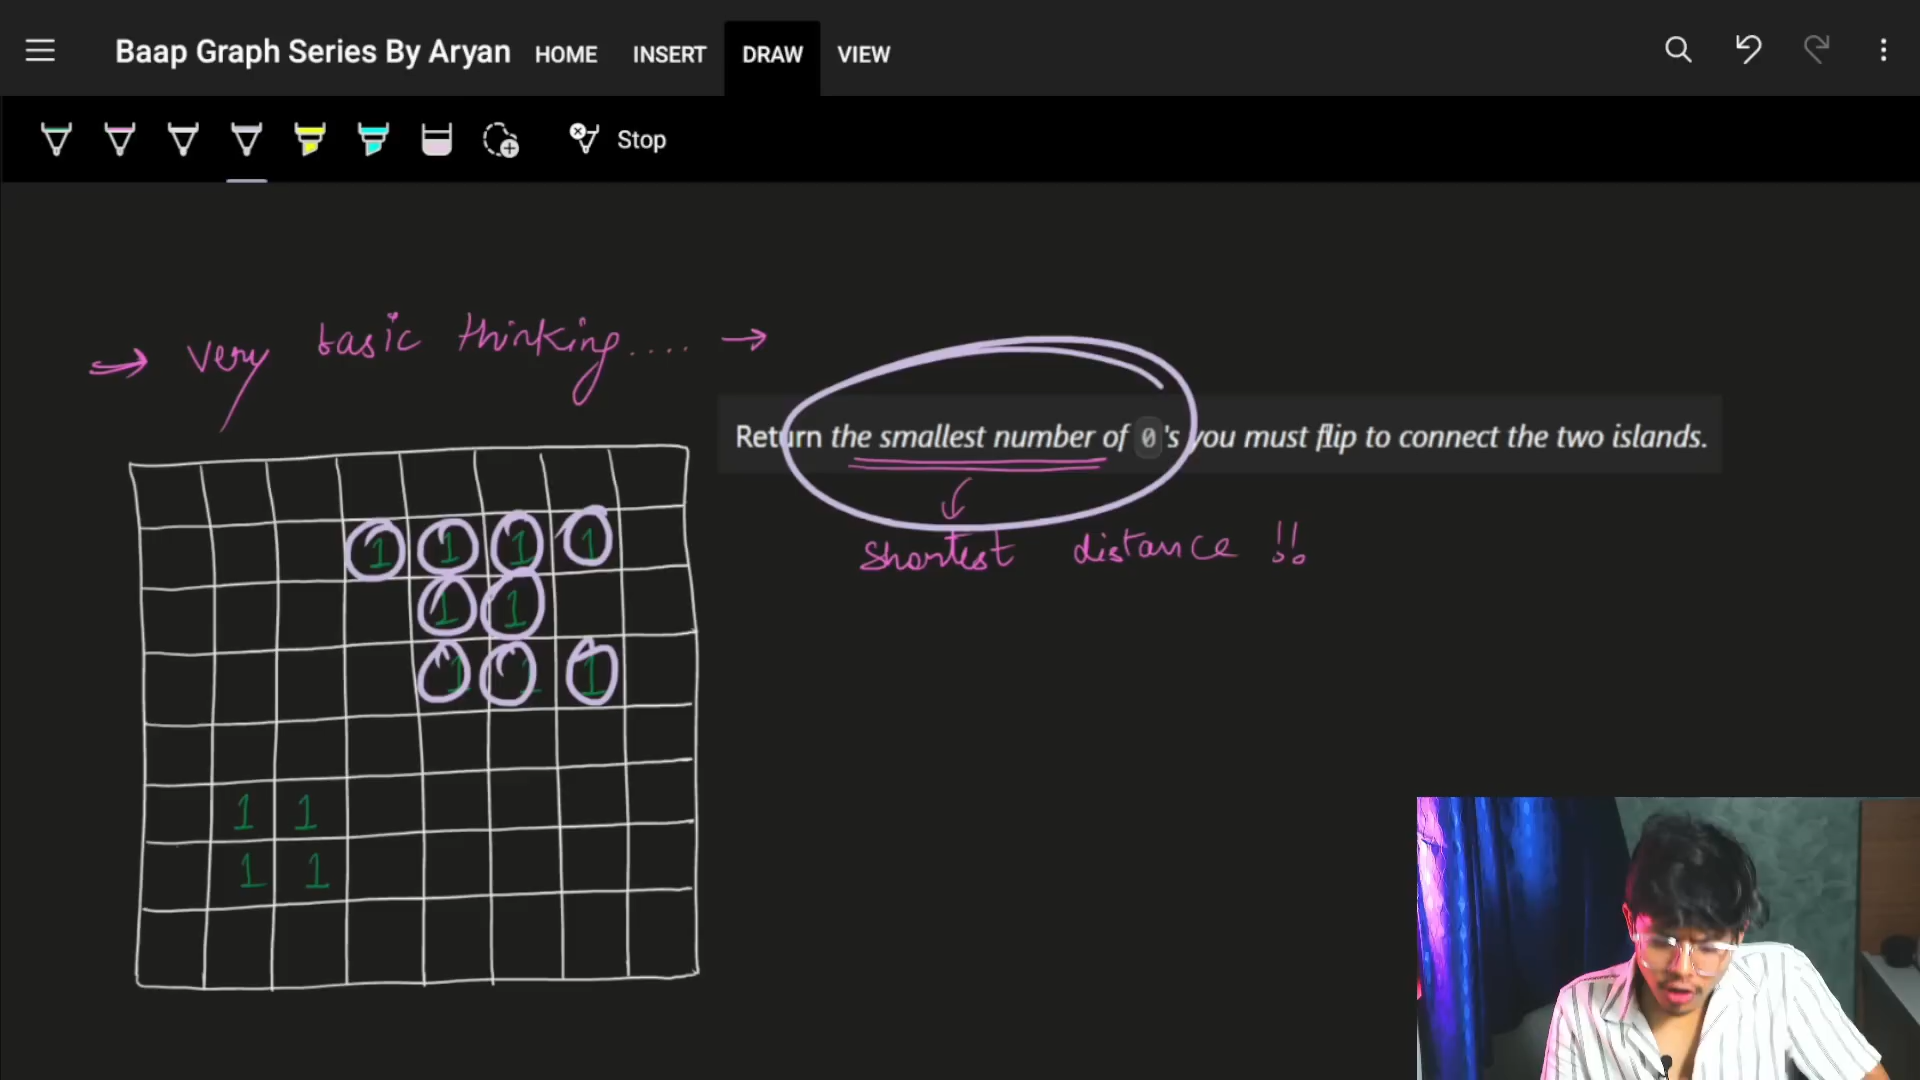 Baap Graph Series By Aryan HOME INSERT DRAW VIEW
Stop
⇒ very basic thinking.... →
Return the smallest number of 0's you must flip to connect the two islands.
↓
shortest distance !!
1 1 1 1
1 1
1 1 1
1 1
1 1